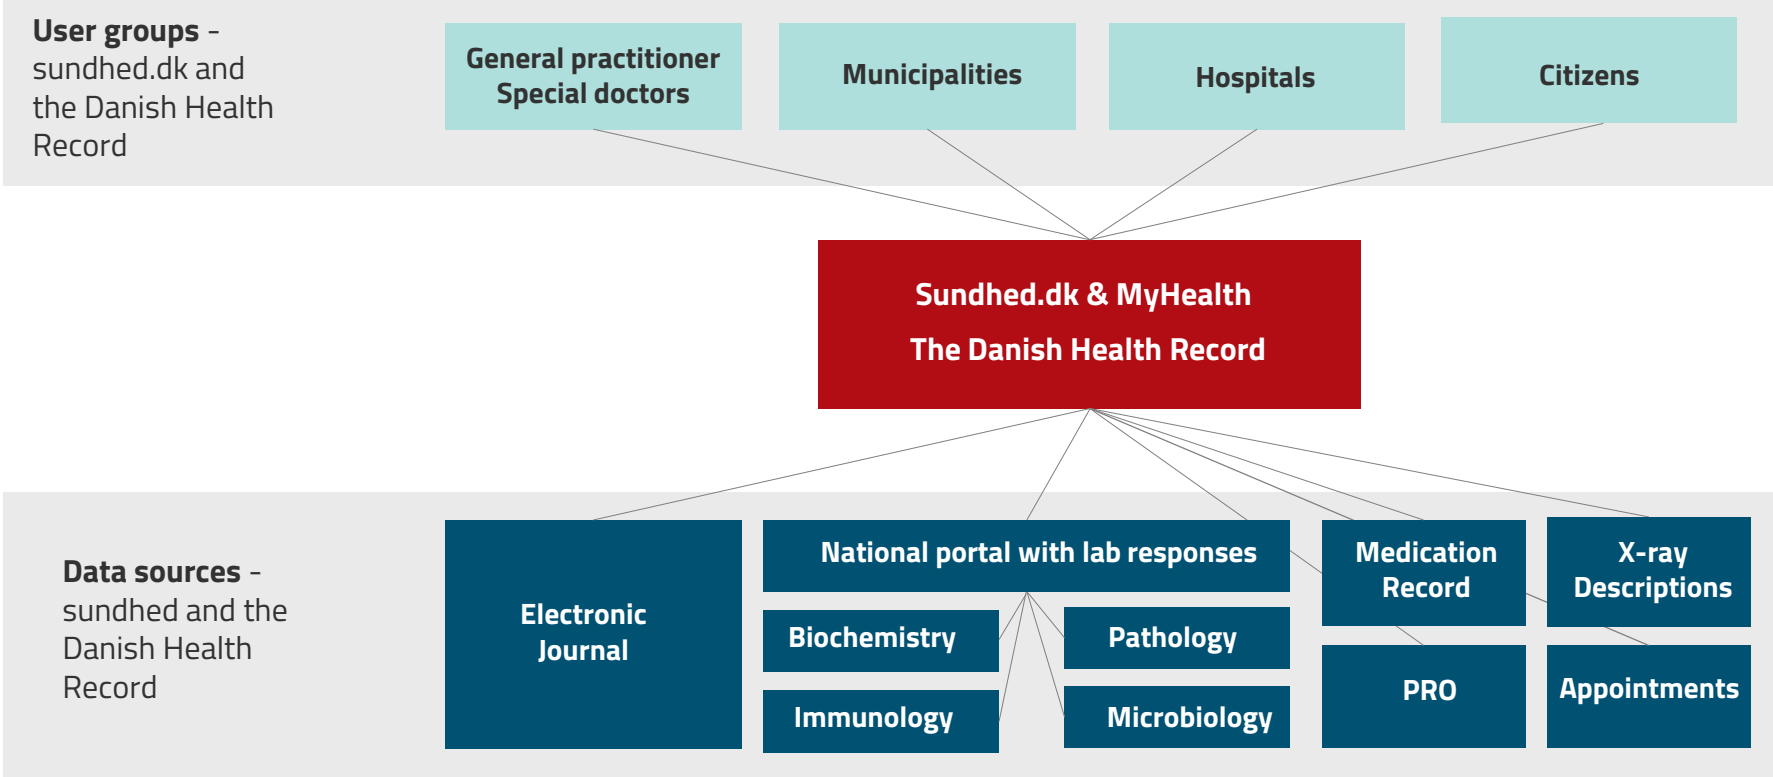 User groups -
sundhed.dk and
the Danish Health
Record
General practitioner
Special doctors
Municipalities
Hospitals
Citizens
Sundhed.dk & MyHealth
The Danish Health Record
Data sources -
sundhed and the
Danish Health
Record
Electronic
Journal
National portal with lab responses
Biochemistry
Pathology
Immunology
Microbiology
Medication
Record
X-ray
Descriptions
PRO
Appointments